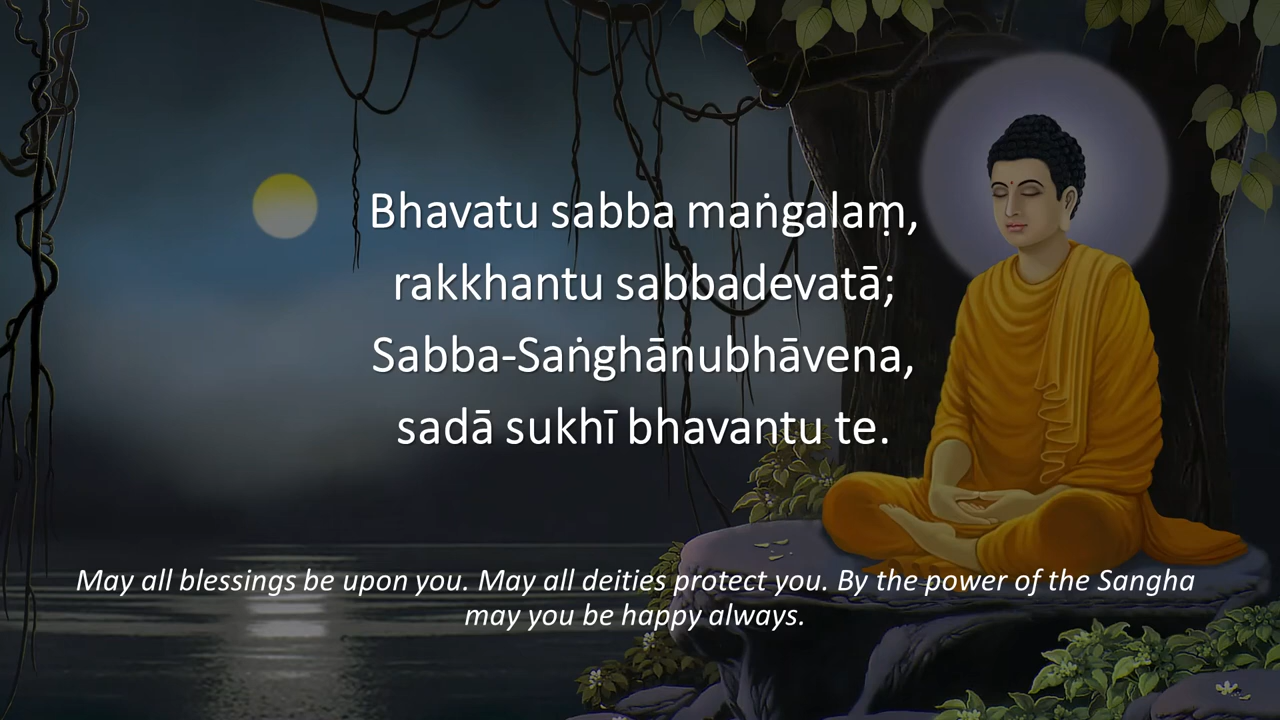 Bhavatu sabba maṅgalaṃ,
rakkhantu sabbadevatā;
Sabba-Saṅghānubhāvena,
sadā sukhī bhavantu te.
May all blessings be upon you. May all deities protect you. By the power of the Sangha
may you be happy always.